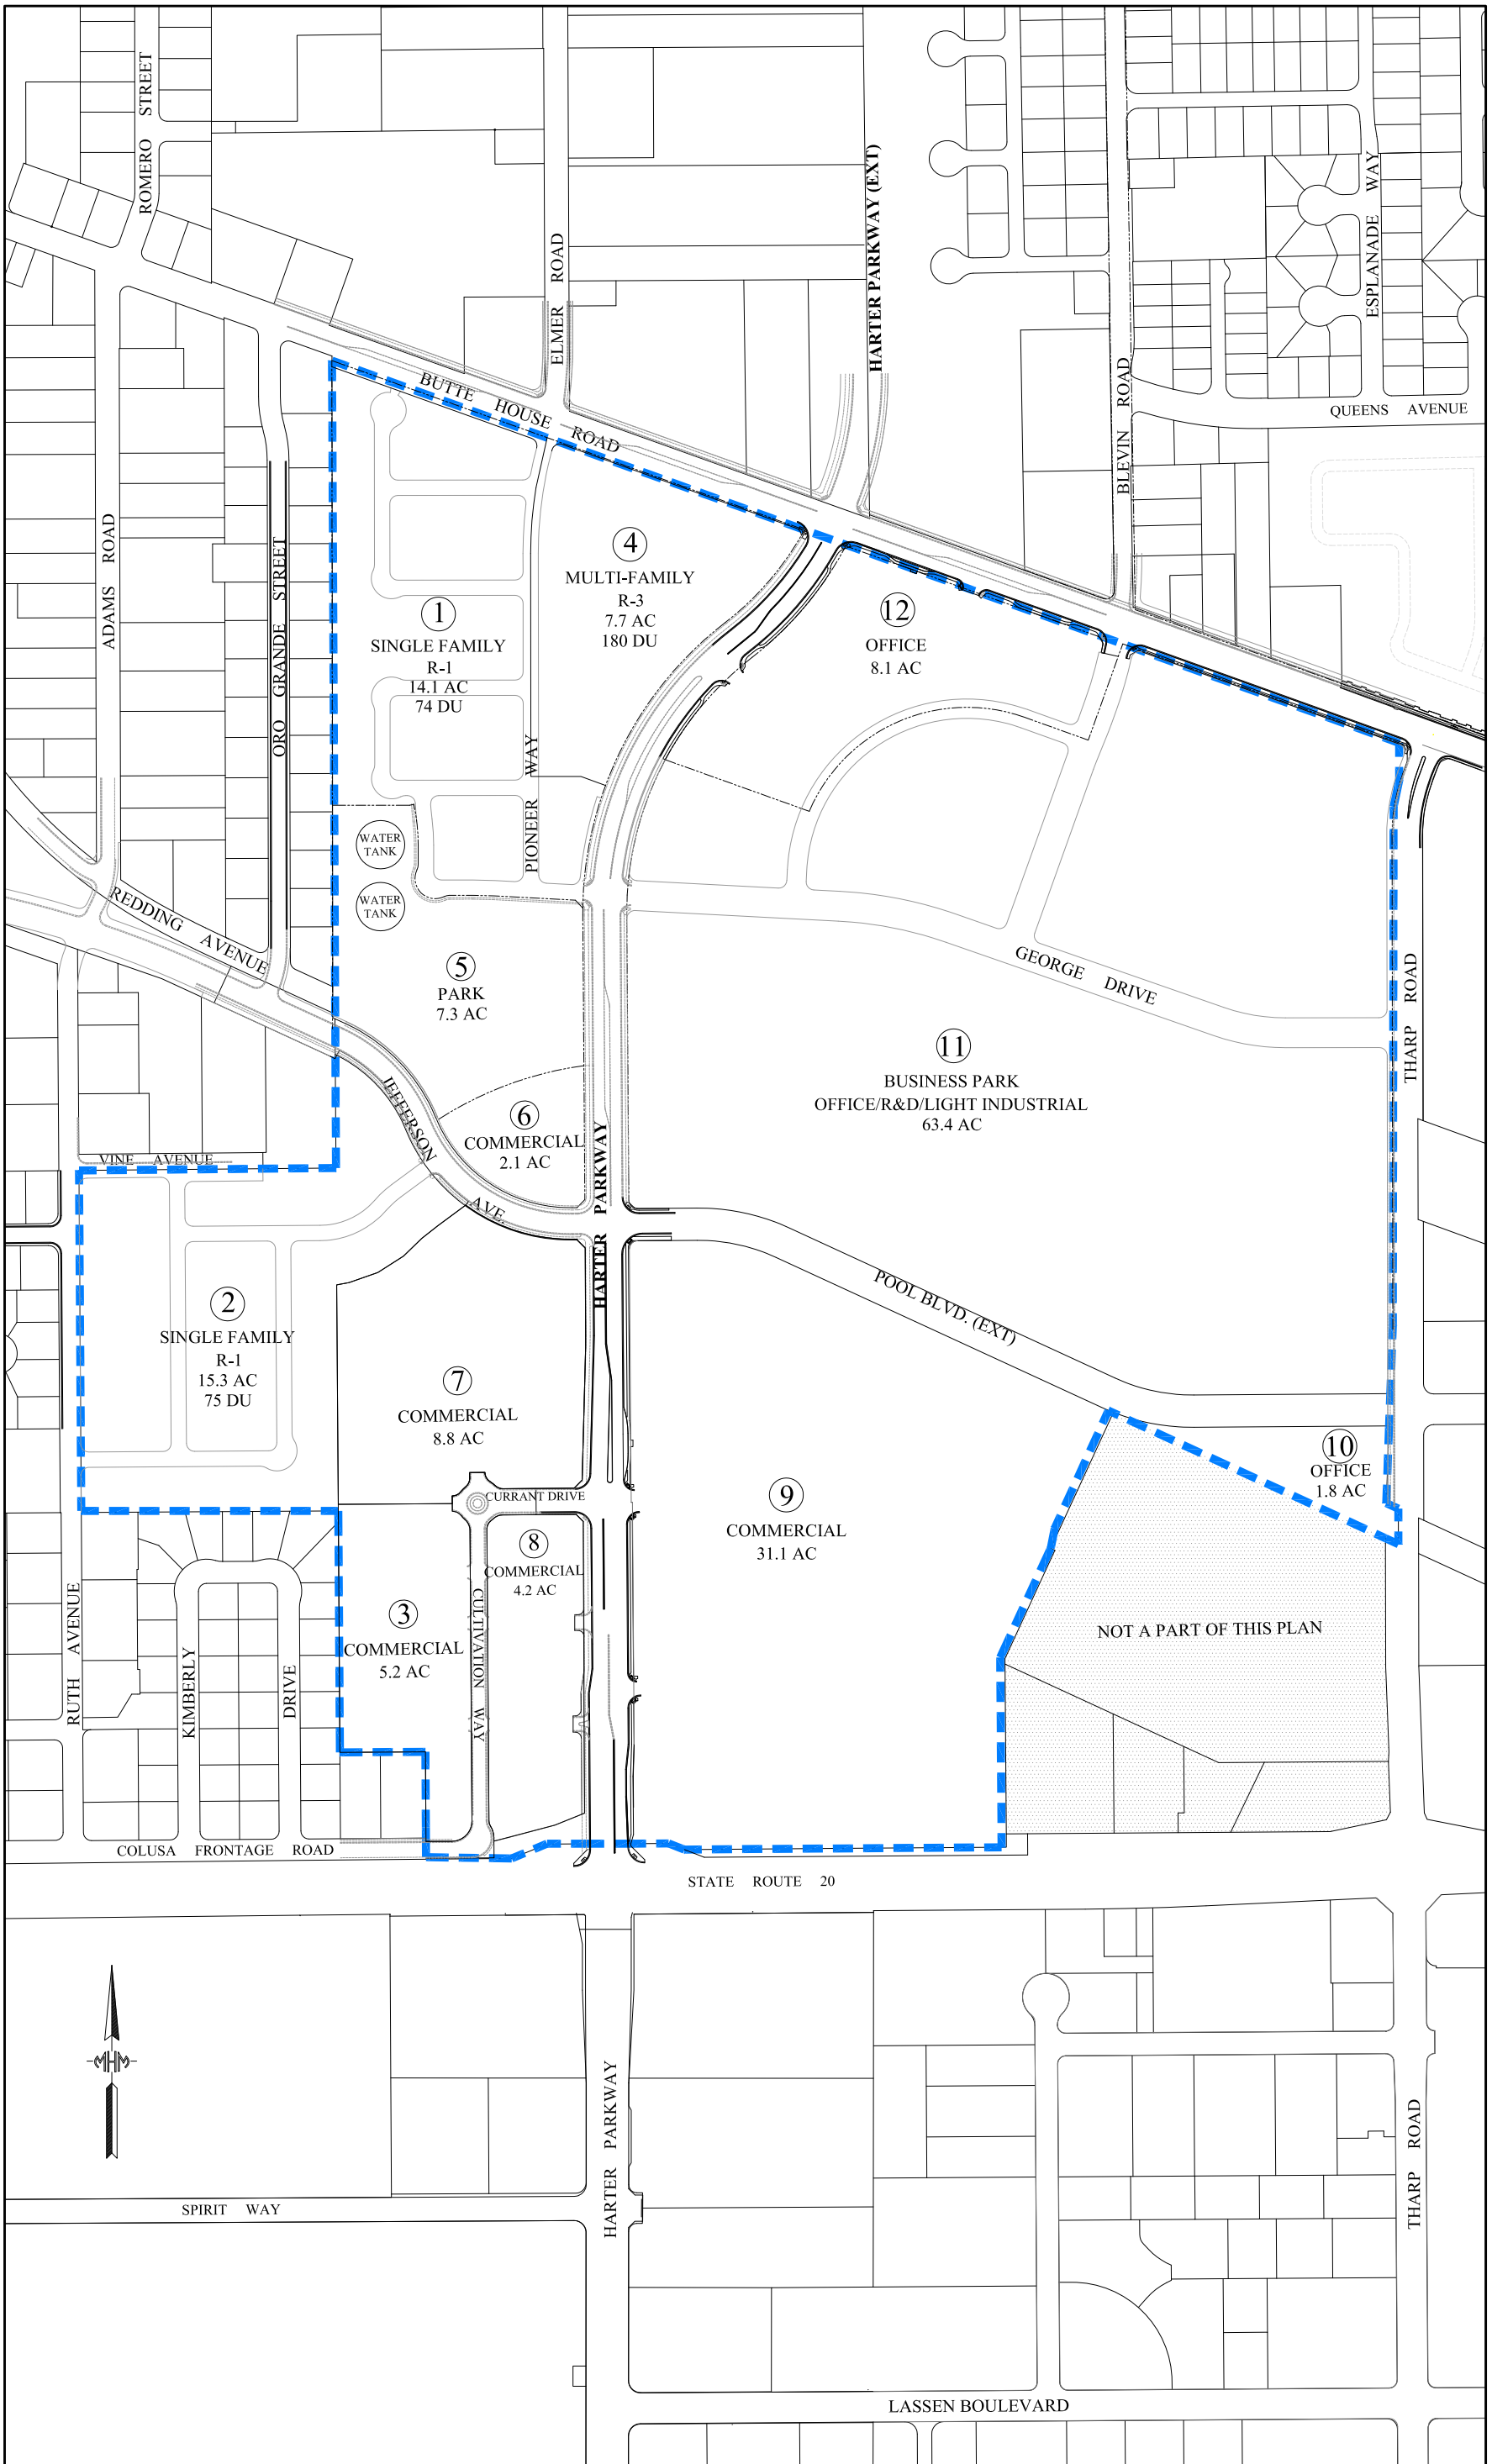 ROMERO STREET
ELMER ROAD
HARTER PARKWAY (EXT)
BLEVIN ROAD
ESPLANADE WAY
QUEENS AVENUE
BUTTE HOUSE ROAD
ADAMS ROAD
ORO GRANDE STREET
1
SINGLE FAMILY
R-1
14.1 AC
74 DU
4
MULTI-FAMILY
R-3
7.7 AC
180 DU
12
OFFICE
8.1 AC
PIONEER WAY
WATER
TANK
WATER
TANK
REDDING AVENUE
5
PARK
7.3 AC
GEORGE DRIVE
THARP ROAD
11
BUSINESS PARK
OFFICE/R&D/LIGHT INDUSTRIAL
63.4 AC
JEFFERSON AVE.
6
COMMERCIAL
2.1 AC
HARTER PARKWAY
VINE AVENUE
2
SINGLE FAMILY
R-1
15.3 AC
75 DU
POOL BLVD. (EXT)
7
COMMERCIAL
8.8 AC
10
OFFICE
1.8 AC
CURRANT DRIVE
9
COMMERCIAL
31.1 AC
8
COMMERCIAL
4.2 AC
3
COMMERCIAL
5.2 AC
CULTIVATION WAY
RUTH AVENUE
KIMBERLY DRIVE
NOT A PART OF THIS PLAN
COLUSA FRONTAGE ROAD
STATE ROUTE 20
MHM
HARTER PARKWAY
THARP ROAD
SPIRIT WAY
LASSEN BOULEVARD